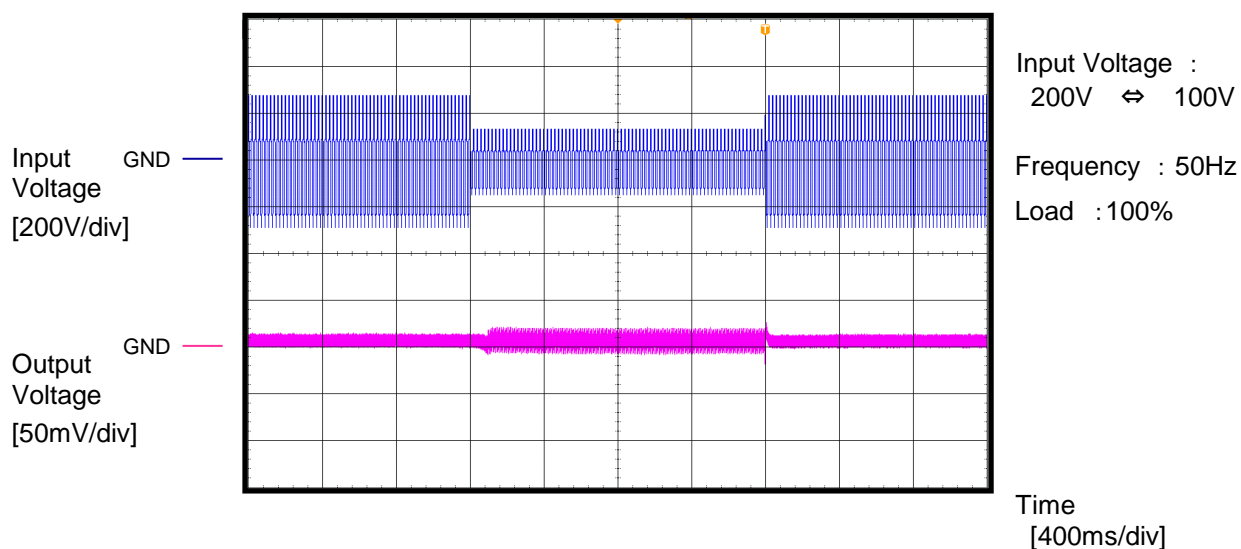 T
Input Voltage :
200V ⇔ 100V
Input
Voltage
[200V/div]
GND
Frequency : 50Hz
Load :100%
Output
Voltage
[50mV/div]
GND
Time
[400ms/div]